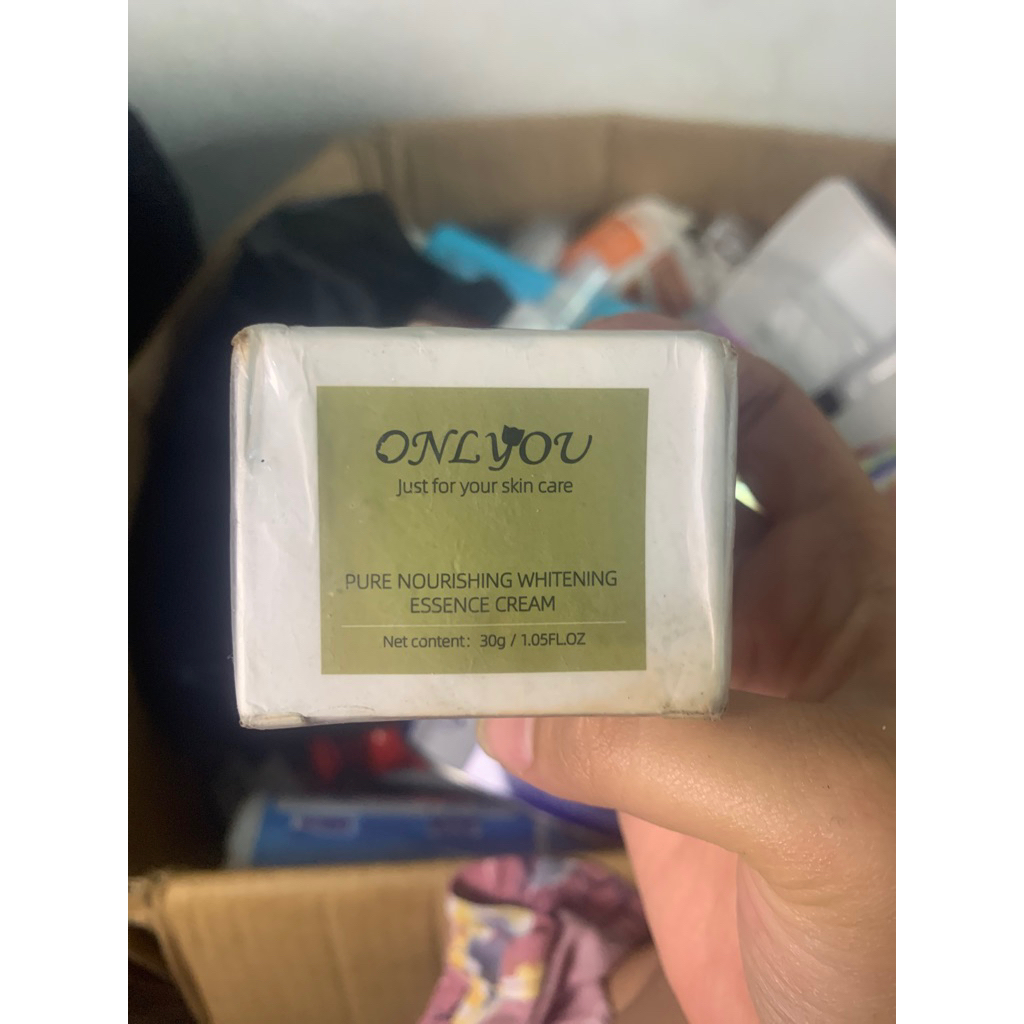 ONLYOU
Just for your skin care
PURE NOURISHING WHITENING
ESSENCE CREAM
Net content: 30g / 1.05FL.OZ